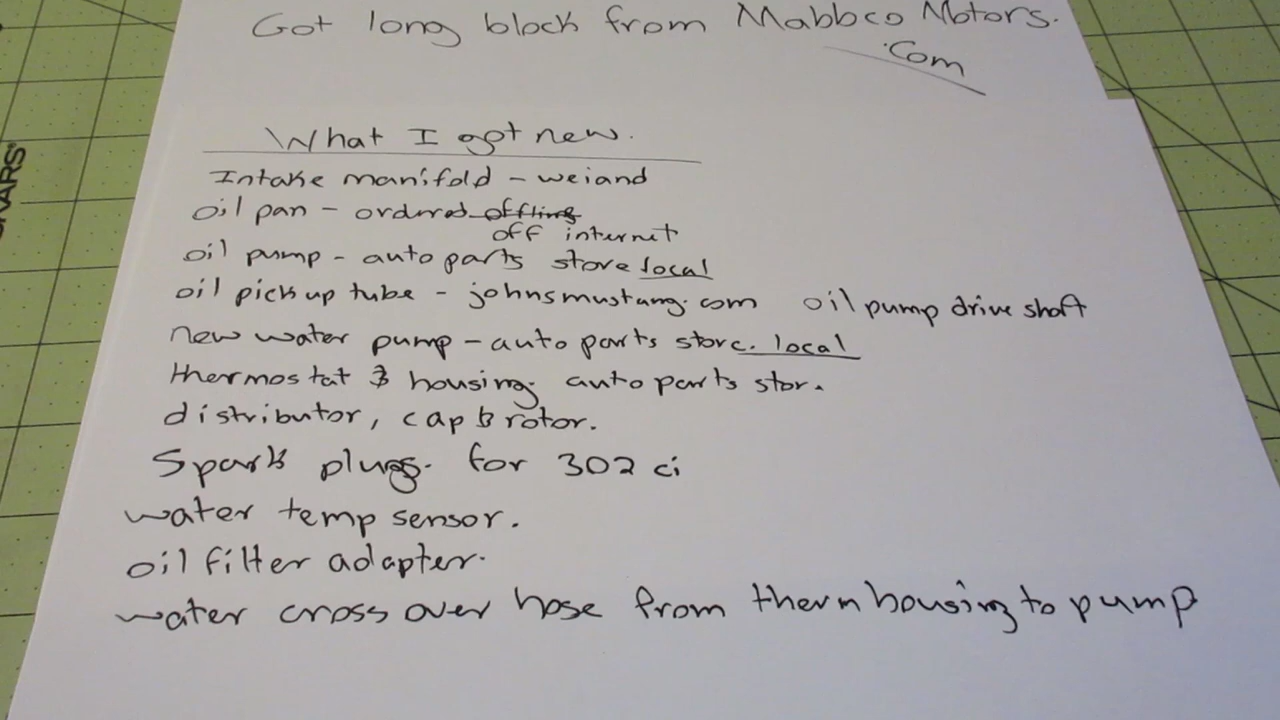 Got long block from Mabbco Motors.
.Com
What I got new.
Intake manifold - weiand
oil pan - ordered offling
off internet
oil pump - auto parts store local
oil pick up tube - johnsmustang.com oil pump drive shaft
new water pump - auto parts store. local
thermostat & housing. auto parts stor.
distributor, cap & rotor.
Spark plugs. for 302 ci
water temp sensor.
oil filter adapter.
water cross over hose from therm housing to pump